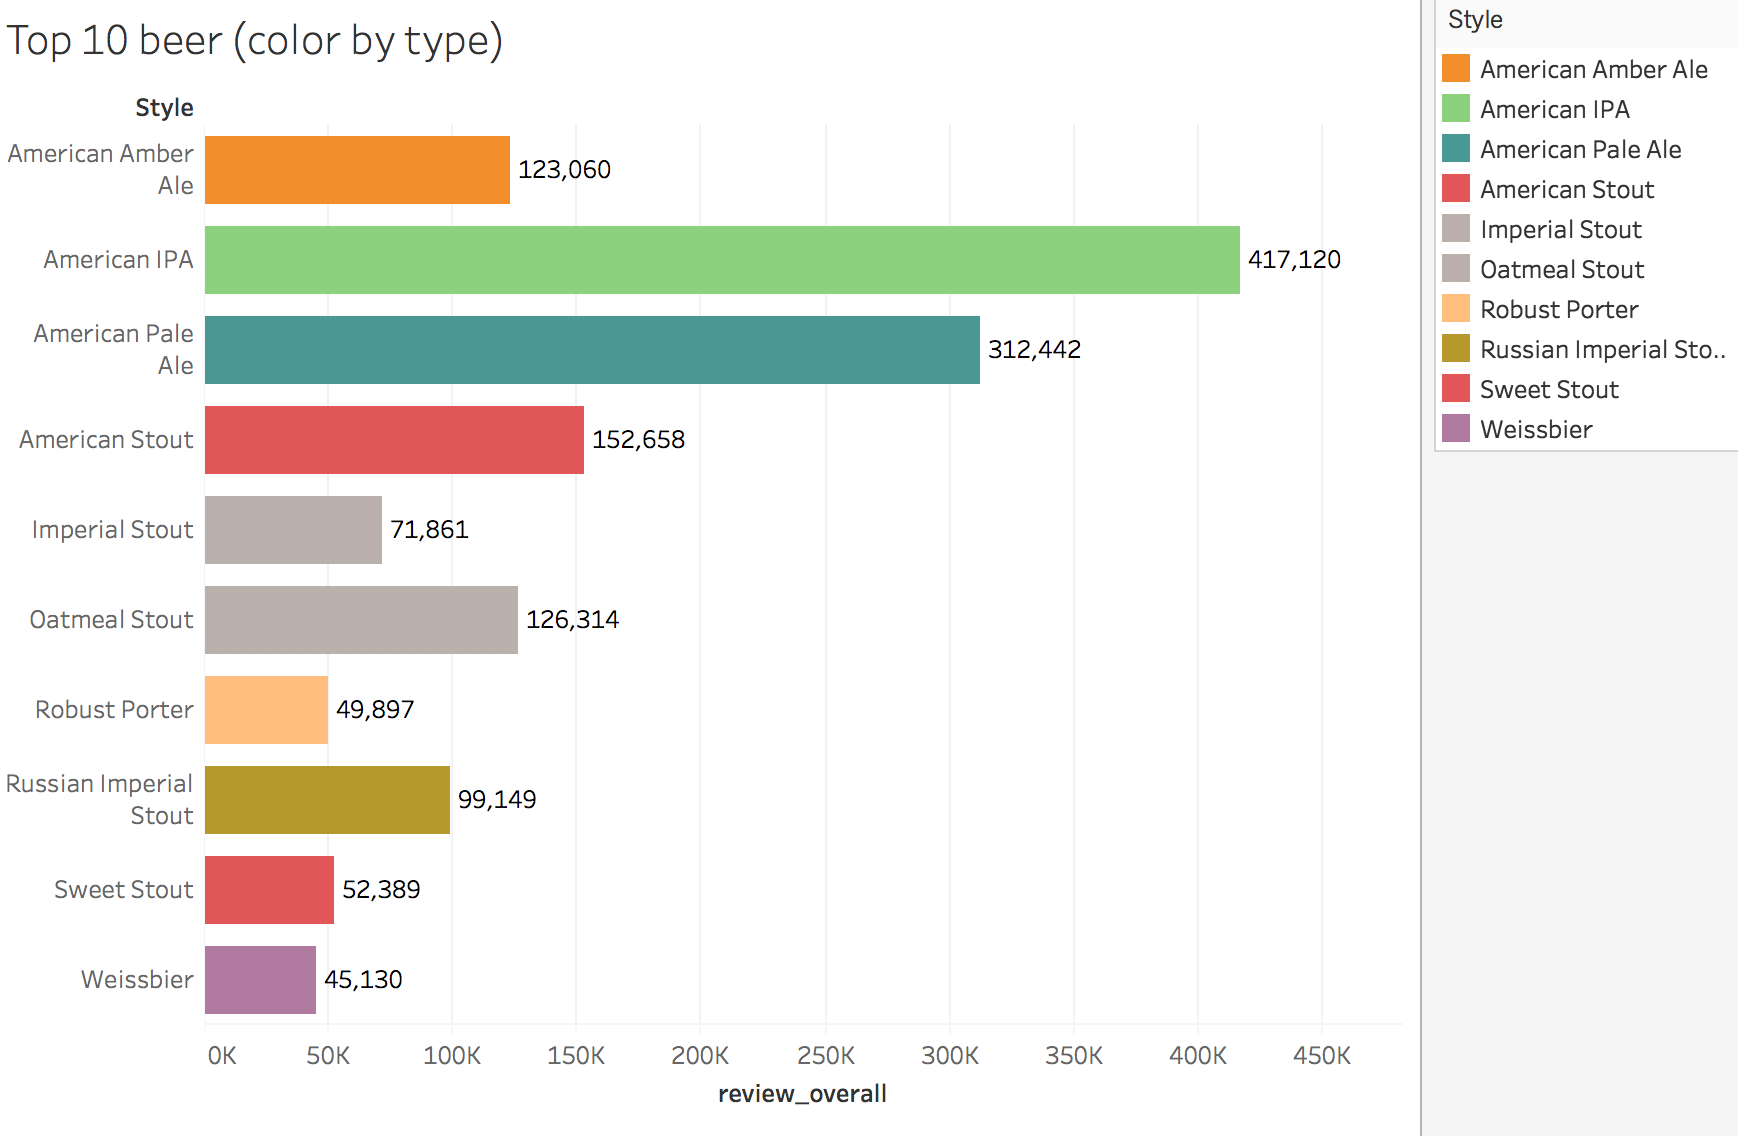 Top 10 beer (color by type)
Style
American Amber
Ale
123,060
American IPA
417,120
American Pale
Ale
312,442
American Stout
152,658
Imperial Stout
71,861
Oatmeal Stout
126,314
Robust Porter
49,897
Russian Imperial
Stout
99,149
Sweet Stout
52,389
Weissbier
45,130
0K 50K 100K 150K 200K 250K 300K 350K 400K 450K
review_overall
Style
American Amber Ale
American IPA
American Pale Ale
American Stout
Imperial Stout
Oatmeal Stout
Robust Porter
Russian Imperial Sto..
Sweet Stout
Weissbier